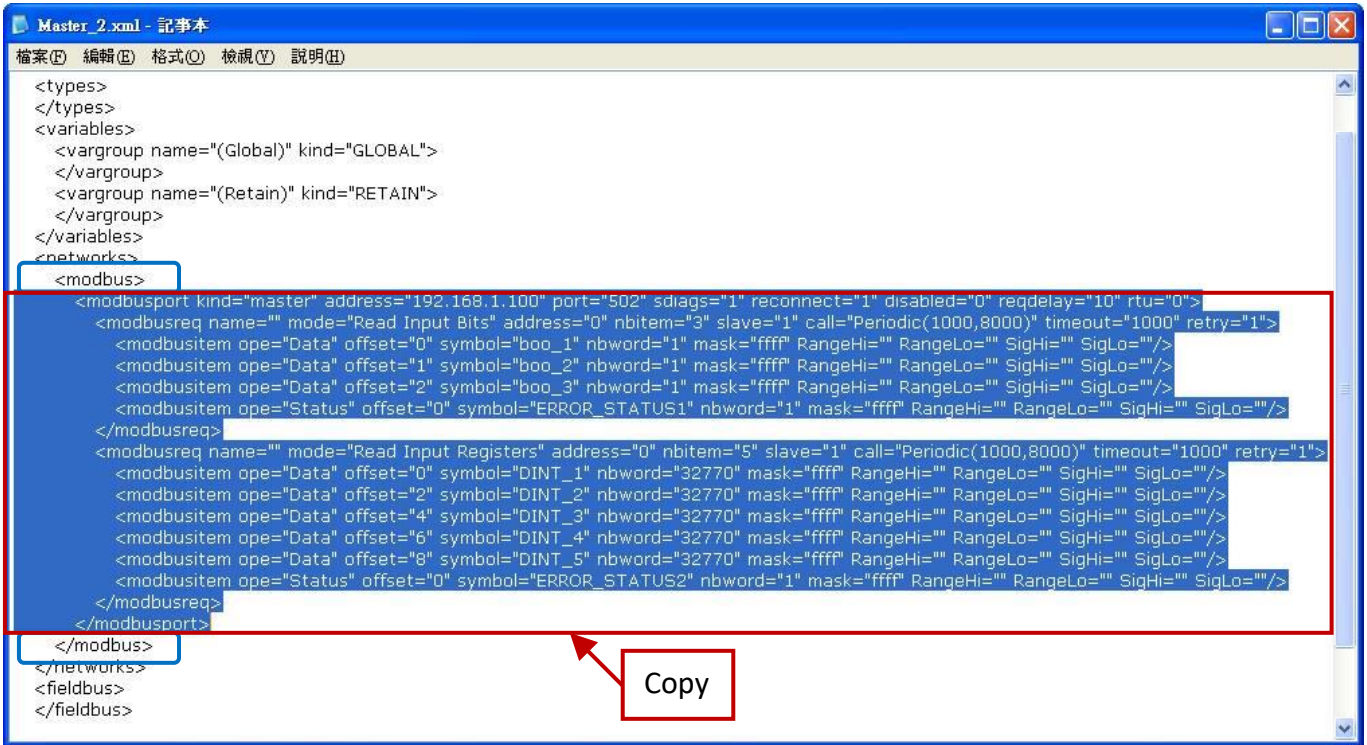 Master_2.xml - 記事本
檔案(F) 編輯(E) 格式(O) 檢視(V) 說明(H)
<types>
</types>
<variables>
<vargroup name="(Global)" kind="GLOBAL">
</vargroup>
<vargroup name="(Retain)" kind="RETAIN">
</vargroup>
</variables>
<networks>
<modbus>
<modbusport kind="master" address="192.168.1.100" port="502" sdiags="1" reconnect="1" disabled="0" reqdelay="10" rtu="0">
<modbusreq name="" mode="Read Input Bits" address="0" nbitem="3" slave="1" call="Periodic(1000,8000)" timeout="1000" retry="1">
<modbusitem ope="Data" offset="0" symbol="boo_1" nbword="1" mask="ffff" RangeHi="" RangeLo="" SigHi="" SigLo=""/>
<modbusitem ope="Data" offset="1" symbol="boo_2" nbword="1" mask="ffff" RangeHi="" RangeLo="" SigHi="" SigLo=""/>
<modbusitem ope="Data" offset="2" symbol="boo_3" nbword="1" mask="ffff" RangeHi="" RangeLo="" SigHi="" SigLo=""/>
<modbusitem ope="Status" offset="0" symbol="ERROR_STATUS1" nbword="1" mask="ffff" RangeHi="" RangeLo="" SigHi="" SigLo=""/>
</modbusreq>
<modbusreq name="" mode="Read Input Registers" address="0" nbitem="5" slave="1" call="Periodic(1000,8000)" timeout="1000" retry="1">
<modbusitem ope="Data" offset="0" symbol="DINT_1" nbword="32770" mask="ffff" RangeHi="" RangeLo="" SigHi="" SigLo=""/>
<modbusitem ope="Data" offset="2" symbol="DINT_2" nbword="32770" mask="ffff" RangeHi="" RangeLo="" SigHi="" SigLo=""/>
<modbusitem ope="Data" offset="4" symbol="DINT_3" nbword="32770" mask="ffff" RangeHi="" RangeLo="" SigHi="" SigLo=""/>
<modbusitem ope="Data" offset="6" symbol="DINT_4" nbword="32770" mask="ffff" RangeHi="" RangeLo="" SigHi="" SigLo=""/>
<modbusitem ope="Data" offset="8" symbol="DINT_5" nbword="32770" mask="ffff" RangeHi="" RangeLo="" SigHi="" SigLo=""/>
<modbusitem ope="Status" offset="0" symbol="ERROR_STATUS2" nbword="1" mask="ffff" RangeHi="" RangeLo="" SigHi="" SigLo=""/>
</modbusreq>
</modbusport>
</modbus>
</networks>
<fieldbus>
</fieldbus>
Copy